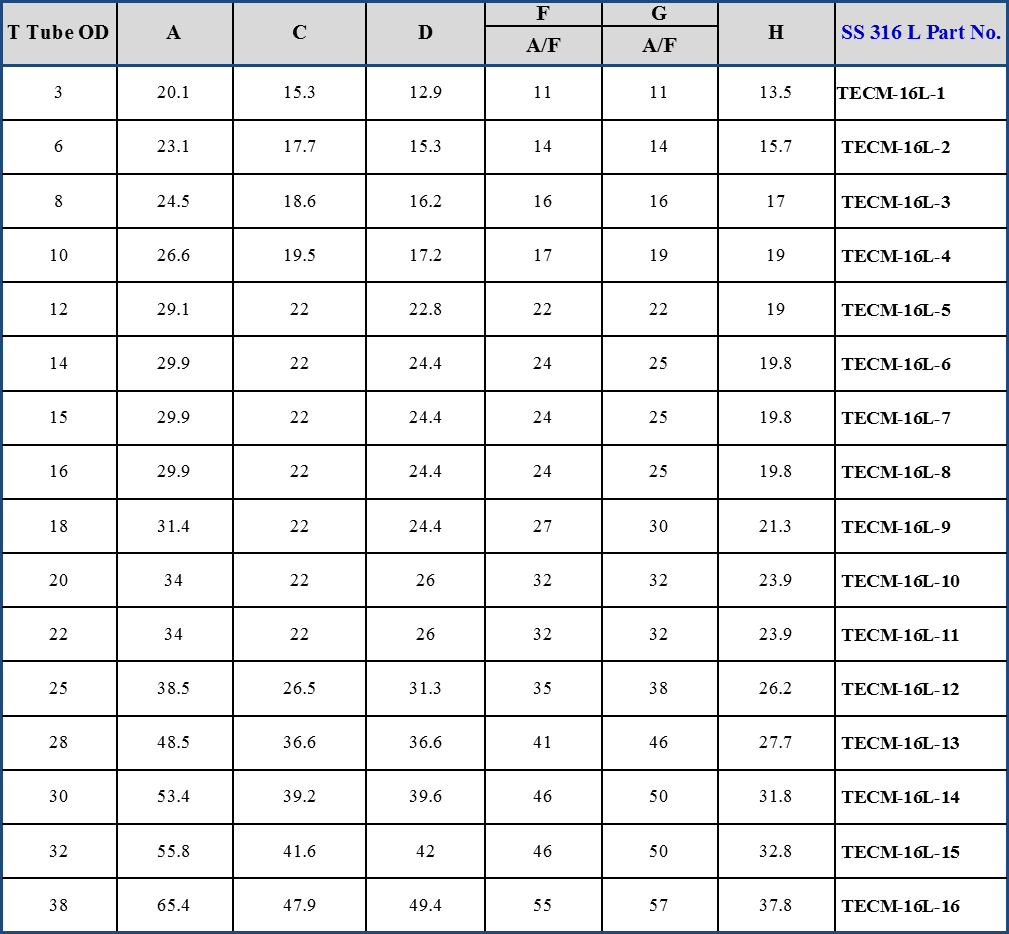 T Tube OD A C D F G H SS 316 L Part No.
A/F A/F
3 20.1 15.3 12.9 11 11 13.5 TECM-16L-1
6 23.1 17.7 15.3 14 14 15.7 TECM-16L-2
8 24.5 18.6 16.2 16 16 17 TECM-16L-3
10 26.6 19.5 17.2 17 19 19 TECM-16L-4
12 29.1 22 22.8 22 22 19 TECM-16L-5
14 29.9 22 24.4 24 25 19.8 TECM-16L-6
15 29.9 22 24.4 24 25 19.8 TECM-16L-7
16 29.9 22 24.4 24 25 19.8 TECM-16L-8
18 31.4 22 24.4 27 30 21.3 TECM-16L-9
20 34 22 26 32 32 23.9 TECM-16L-10
22 34 22 26 32 32 23.9 TECM-16L-11
25 38.5 26.5 31.3 35 38 26.2 TECM-16L-12
28 48.5 36.6 36.6 41 46 27.7 TECM-16L-13
30 53.4 39.2 39.6 46 50 31.8 TECM-16L-14
32 55.8 41.6 42 46 50 32.8 TECM-16L-15
38 65.4 47.9 49.4 55 57 37.8 TECM-16L-16